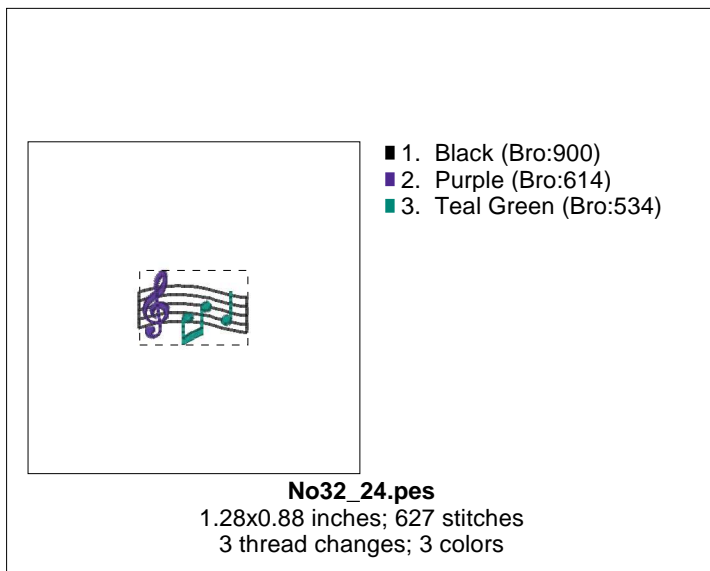 1. Black (Bro:900)
2. Purple (Bro:614)
3. Teal Green (Bro:534)
No32_24.pes
1.28x0.88 inches; 627 stitches
3 thread changes; 3 colors